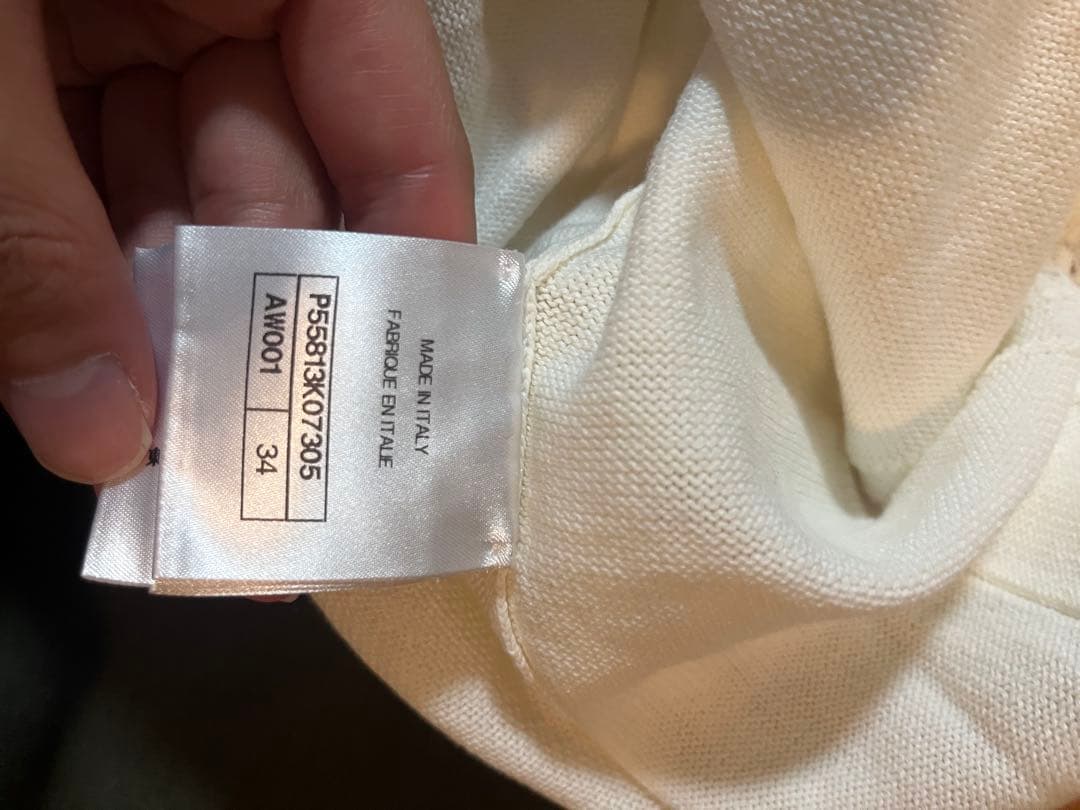 MADE IN ITALY
FABRIQUE EN ITALIE
P55813K07305
AW001 34